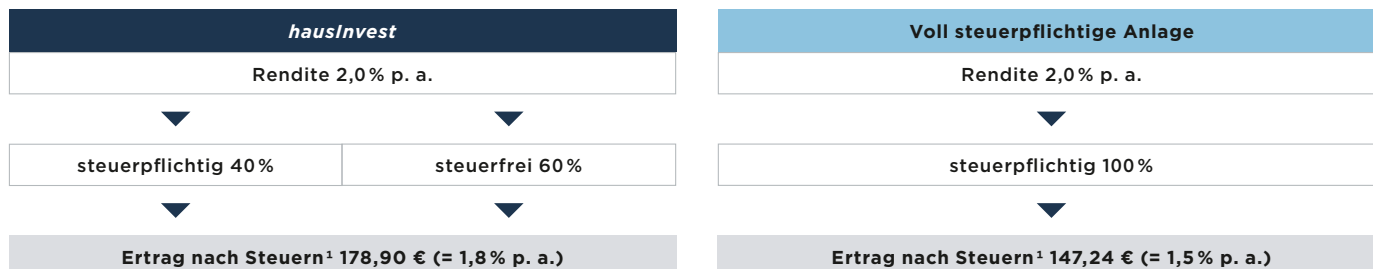 hausInvest
Rendite 2,0 % p. a.
steuerpflichtig 40 %
steuerfrei 60 %
Ertrag nach Steuern¹ 178,90 € (= 1,8 % p. a.)
Voll steuerpflichtige Anlage
Rendite 2,0 % p. a.
steuerpflichtig 100 %
Ertrag nach Steuern¹ 147,24 € (= 1,5 % p. a.)